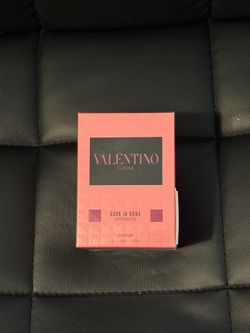 VALENTINO
DONNA
BORN IN ROMA
EXTRADOSE
PARFUM